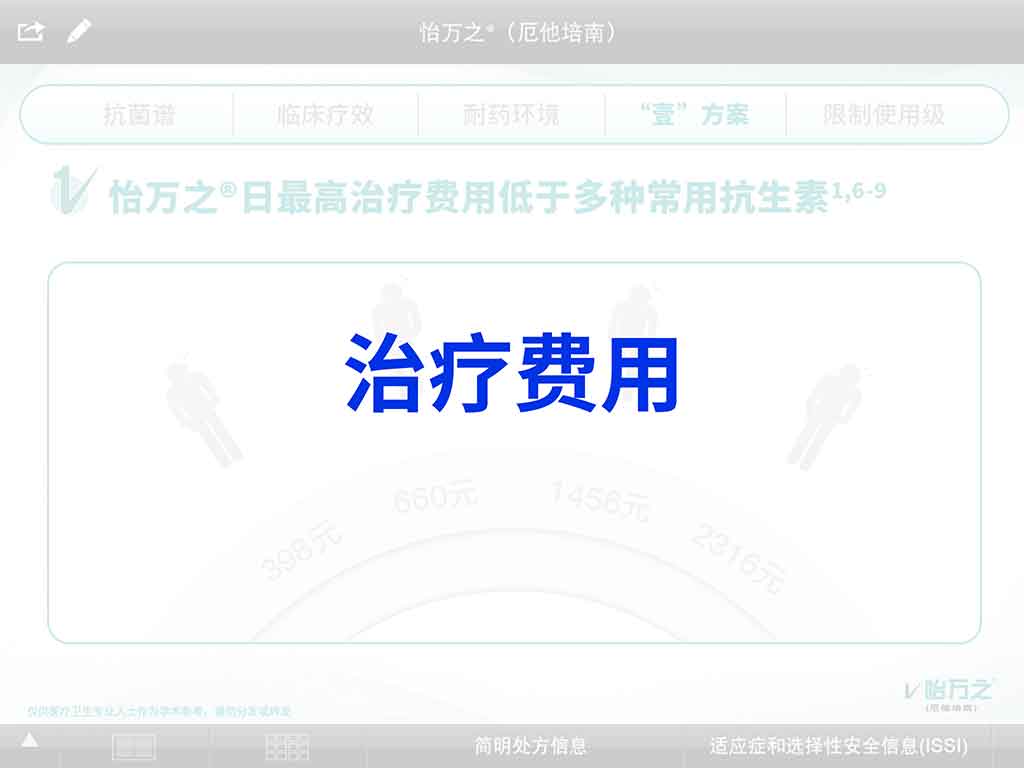 怡万之®（厄他培南）
抗菌谱 临床疗效 耐药环境 “壹”方案 限制使用级
怡万之®日最高治疗费用低于多种常用抗生素1,6-9
治疗费用
398元 660元 1456元 2316元
怡万之®
(厄他培南)
仅供医疗卫生专业人士作为学术参考，请勿分发或转发
简明处方信息 适应症和选择性安全信息(ISSI)